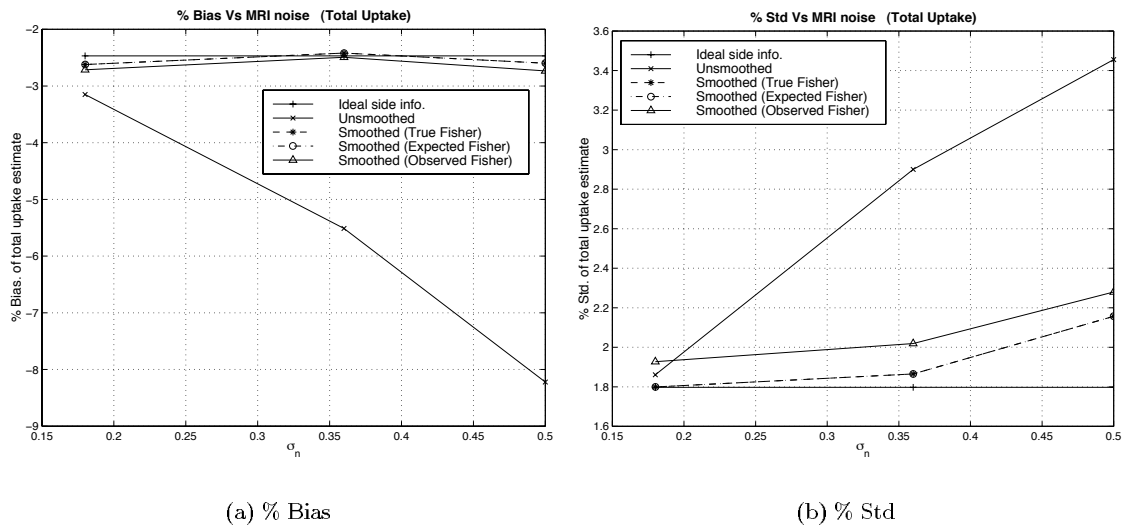 % Bias Vs MRI noise (Total Uptake)
-2
-3
-4
-5
-6
-7
-8
-9
% Bias. of total uptake estimate
Ideal side info.
Unsmoothed
Smoothed (True Fisher)
Smoothed (Expected Fisher)
Smoothed (Observed Fisher)
0.15 0.2 0.25 0.3 0.35 0.4 0.45 0.5
σn
(a) % Bias
% Std Vs MRI noise (Total Uptake)
3.6
3.4
3.2
3
2.8
2.6
2.4
2.2
2
1.8
1.6
% Std. of total uptake estimate
Ideal side info.
Unsmoothed
Smoothed (True Fisher)
Smoothed (Expected Fisher)
Smoothed (Observed Fisher)
0.15 0.2 0.25 0.3 0.35 0.4 0.45 0.5
σn
(b) % Std